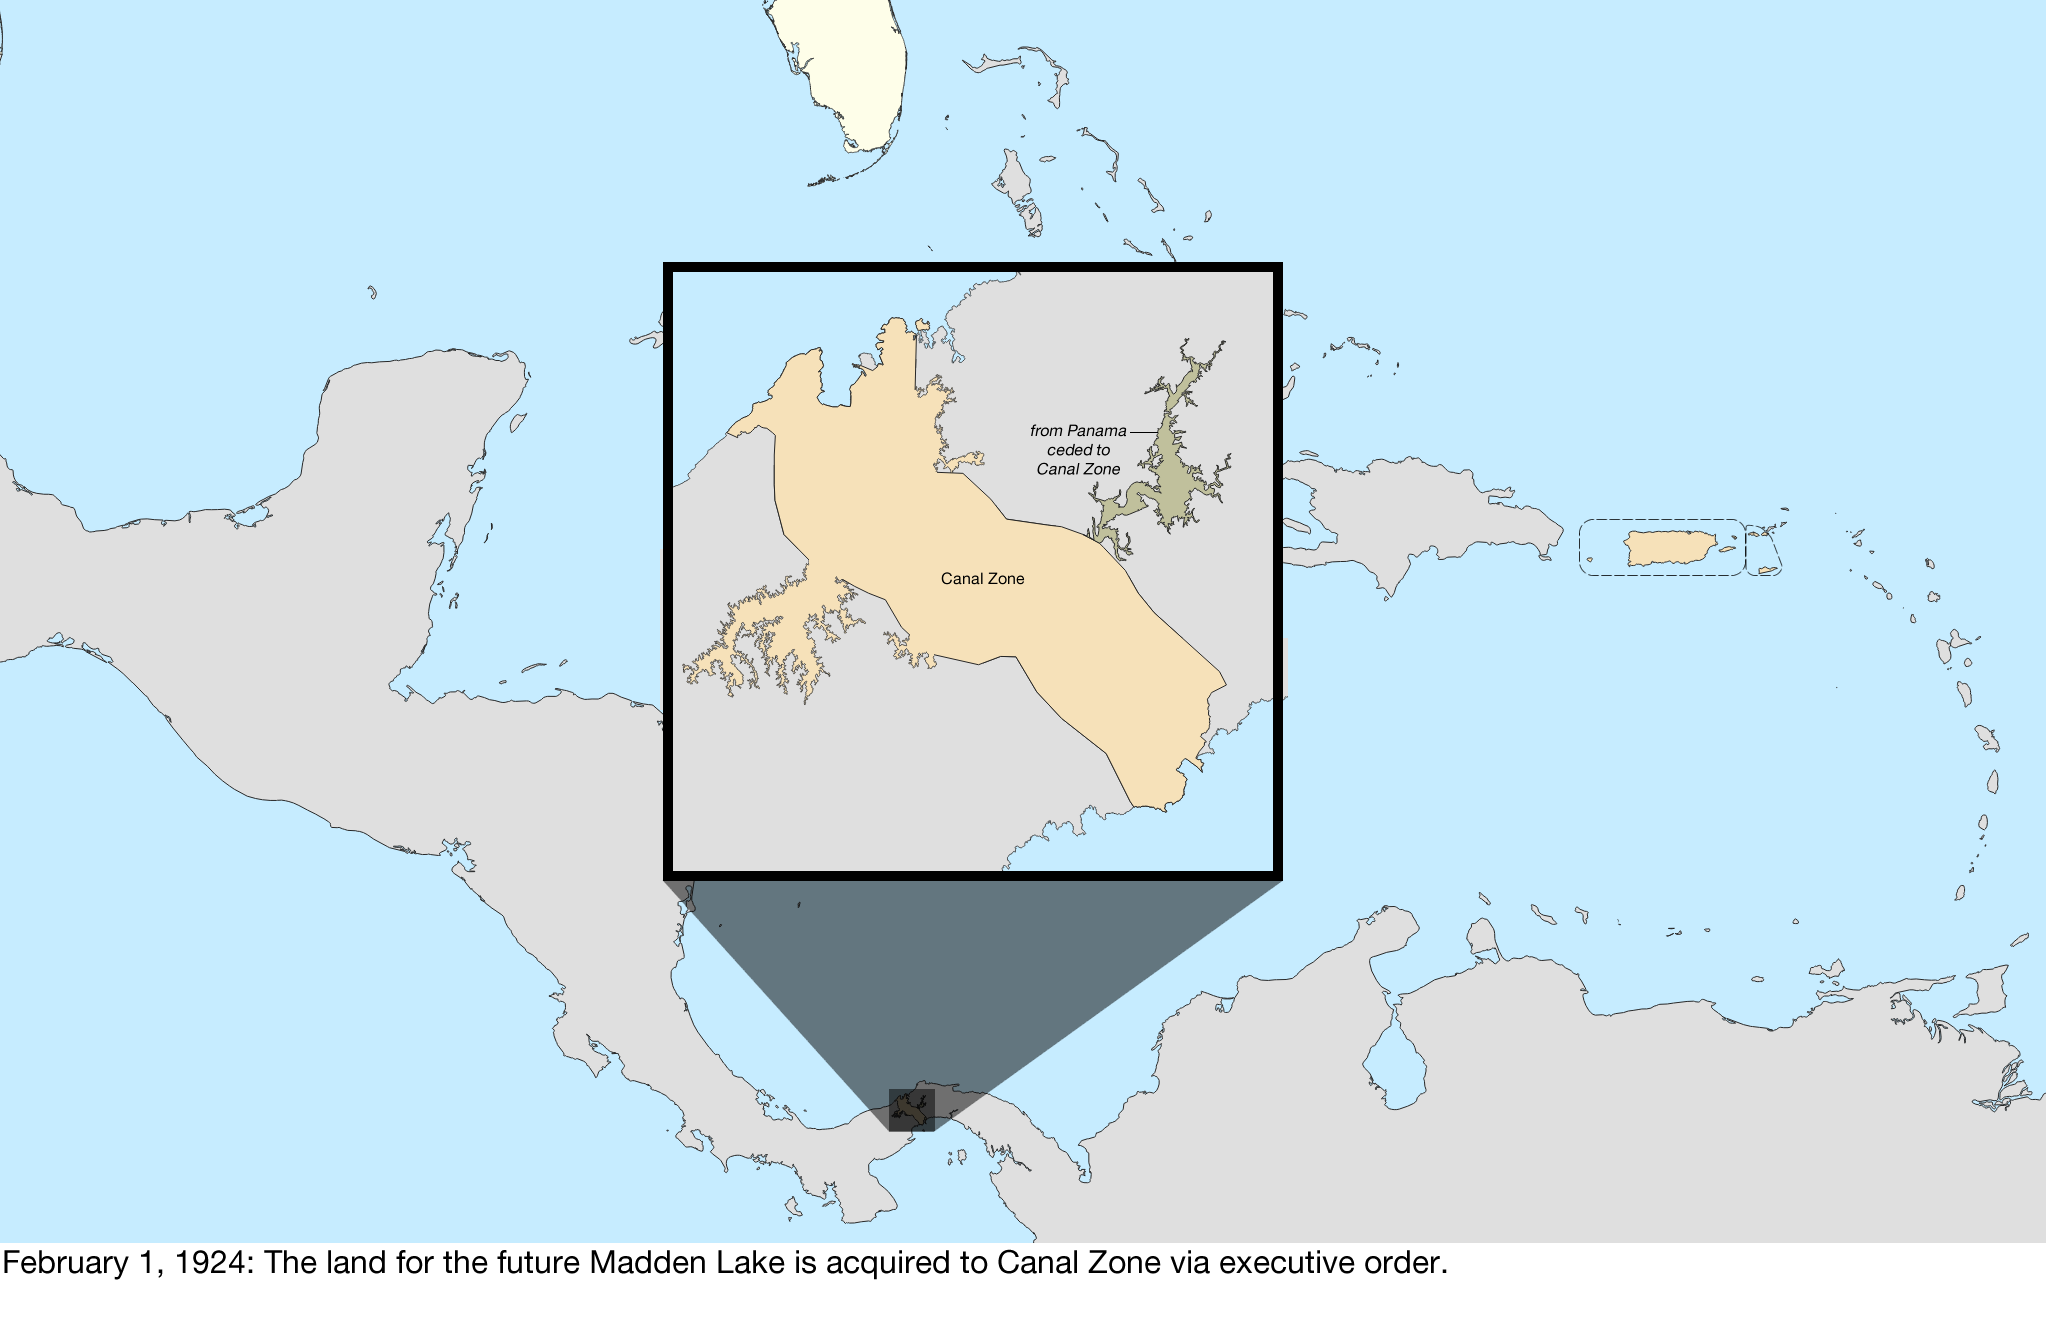 from Panama
ceded to
Canal Zone
Canal Zone
February 1, 1924: The land for the future Madden Lake is acquired to Canal Zone via executive order.